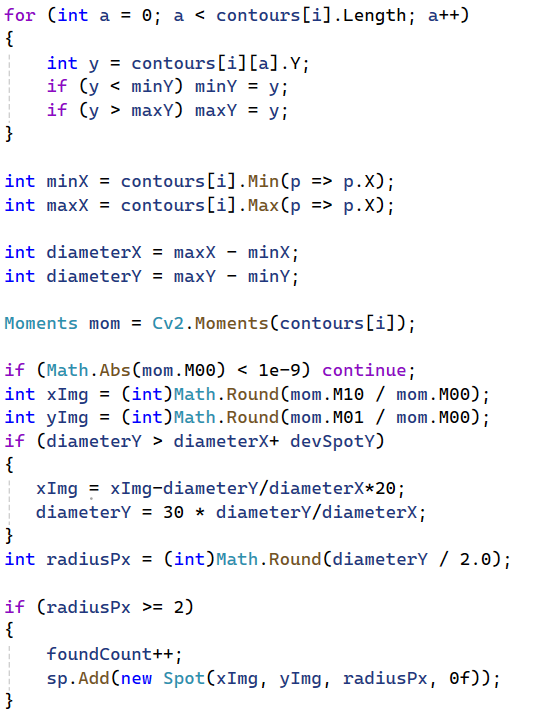 for (int a = 0; a < contours[i].Length; a++)
{
    int y = contours[i][a].Y;
    if (y < minY) minY = y;
    if (y > maxY) maxY = y;
}

int minX = contours[i].Min(p => p.X);
int maxX = contours[i].Max(p => p.X);

int diameterX = maxX - minX;
int diameterY = maxY - minY;

Moments mom = Cv2.Moments(contours[i]);

if (Math.Abs(mom.M00) < 1e-9) continue;
int xImg = (int)Math.Round(mom.M10 / mom.M00);
int yImg = (int)Math.Round(mom.M01 / mom.M00);
if (diameterY > diameterX+ devSpotY)
{
   xImg = xImg-diameterY/diameterX*20;
   diameterY = 30 * diameterY/diameterX;
}
int radiusPx = (int)Math.Round(diameterY / 2.0);

if (radiusPx >= 2)
{
    foundCount++;
    sp.Add(new Spot(xImg, yImg, radiusPx, 0f));
}